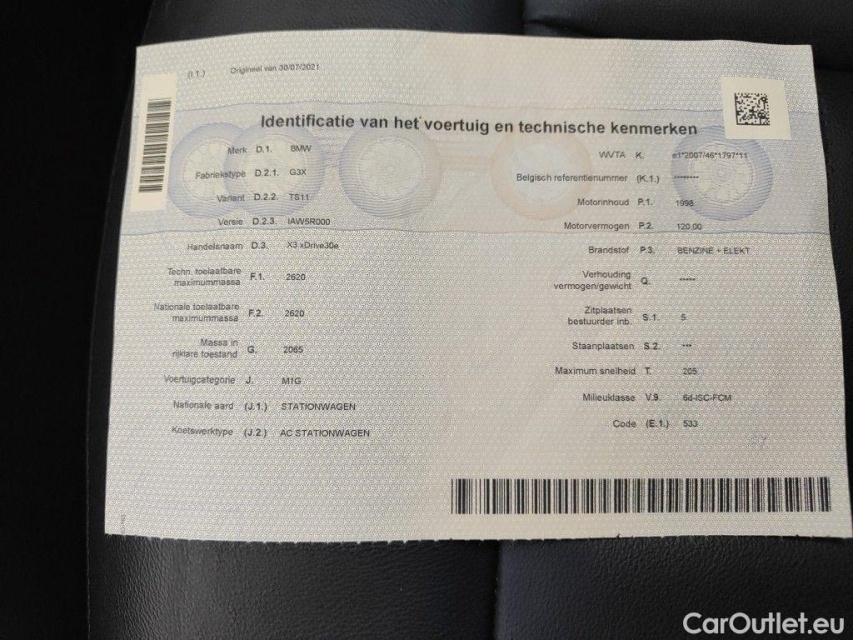 (I.1.) Origineel van 30/07/2021
Identificatie van het voertuig en technische kenmerken
Merk D.1. BMW
Fabriekstype D.2.1. G3X
Variant D.2.2. TS11
Versie D.2.3. IAW5R000
Handelsnaam D.3. X3 xDrive30e
Techn. toelaatbare
maximummassa F.1. 2620
Nationale toelaatbare
maximummassa F.2. 2620
Massa in
rijklare toestand G. 2065
Voertuigcategorie J. M1G
Nationale aard (J.1.) STATIONWAGEN
Koetswerktype (J.2.) AC STATIONWAGEN
WVTA K. e1*2007/46*1797*11
Belgisch referentienummer (K.1.) -------
Motorinhoud P.1. 1998
Motorvermogen P.2. 120.00
Brandstof P.3. BENZINE + ELEKT
Verhouding
vermogen/gewicht Q. -----
Zitplaatsen
bestuurder inb. S.1. 5
Staanplaatsen S.2. ---
Maximum snelheid T. 205
Milieuklasse V.9. 6d-ISC-FCM
Code (E.1.) 533
CarOutlet.eu